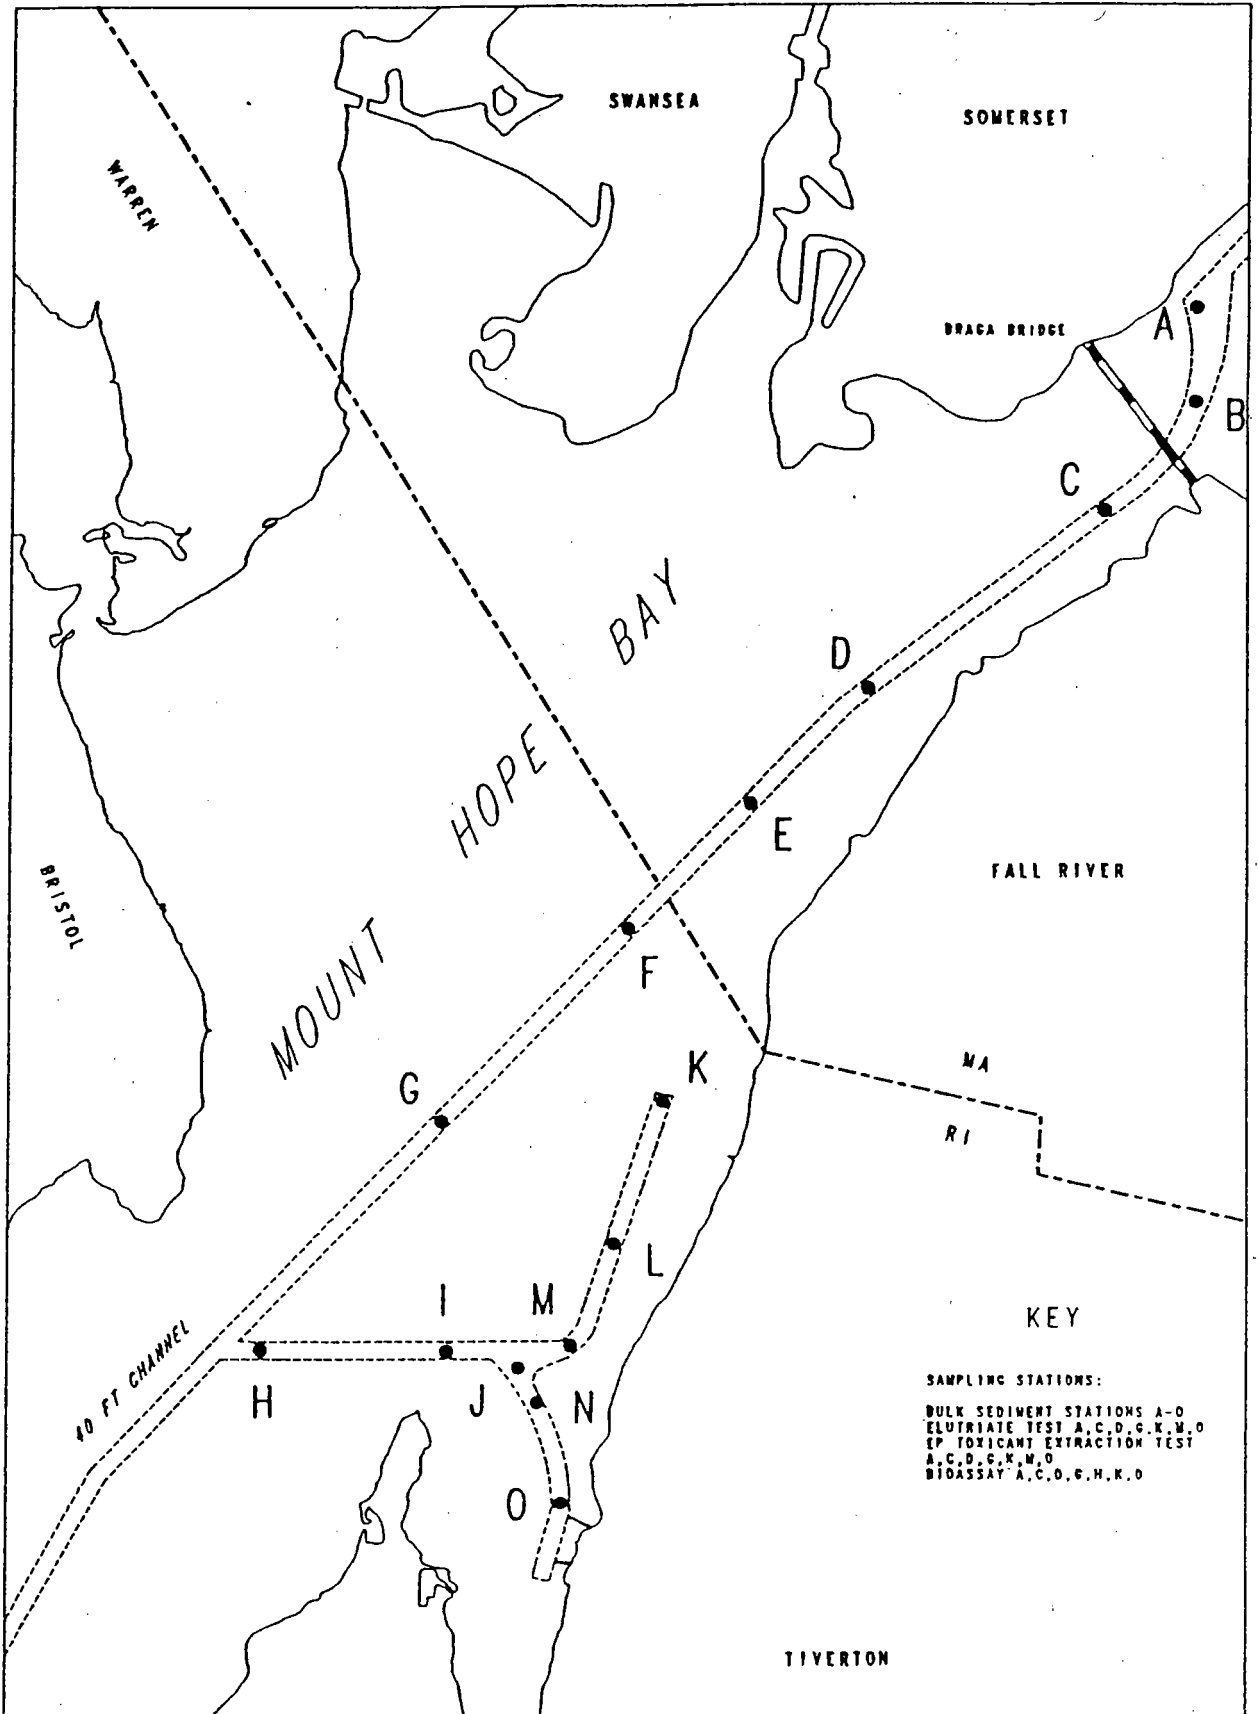 SWANSEA
SOMERSET
WARREN
BRAGA BRIDGE
A
B
C
BAY
D
HOPE
E
FALL RIVER
BRISTOL
MOUNT
F
MA
K
G
RI
L
I
M
KEY
40 FT CHANNEL
H
J
N
SAMPLING STATIONS:
BULK SEDIMENT STATIONS A-O
ELUTRIATE TEST A,C,D,G,K,M,O
EP TOXICANT EXTRACTION TEST
A,C,D,G,K,M,O
BIOASSAY A,C,D,G,H,K,O
O
TIVERTON